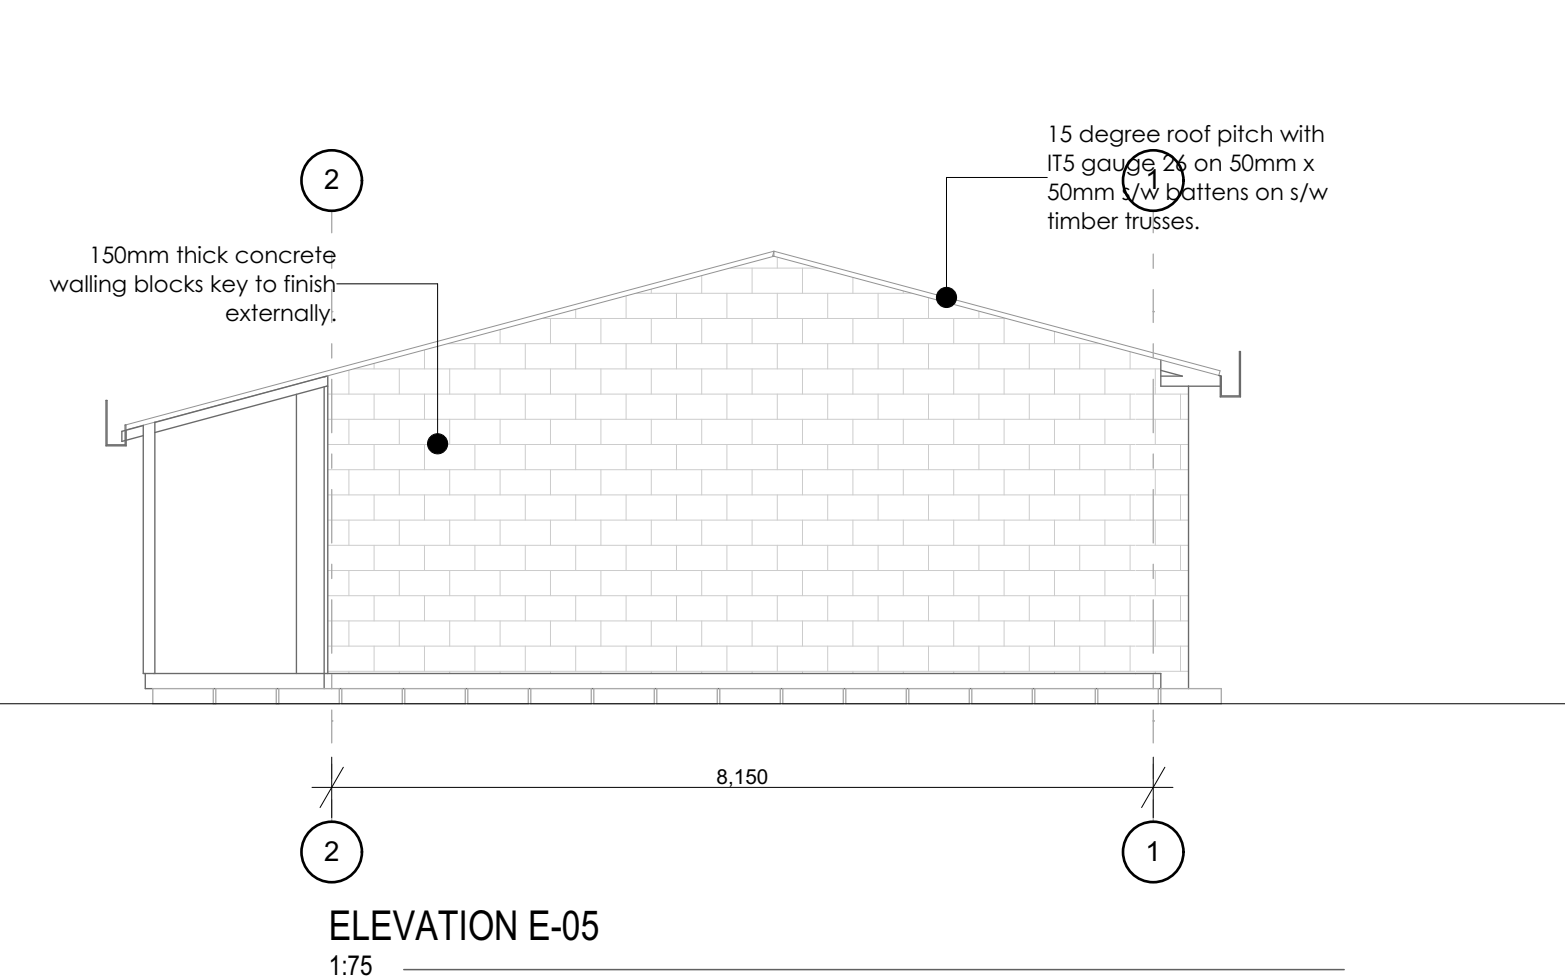 15 degree roof pitch with
IT5 gauge 26 on 50mm x
50mm s/w battens on s/w
timber trusses.
2
1
150mm thick concrete
walling blocks key to finish
externally.
8,150
2
1
ELEVATION E-05
1:75